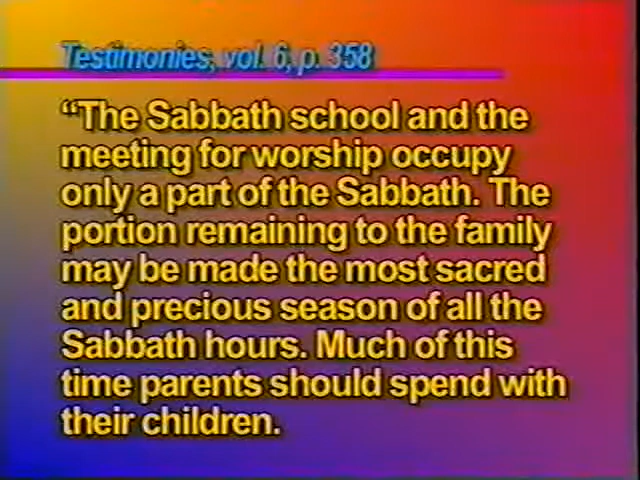 Testimonies, vol. 6, p. 358
“The Sabbath school and the
meeting for worship occupy
only a part of the Sabbath. The
portion remaining to the family
may be made the most sacred
and precious season of all the
Sabbath hours. Much of this
time parents should spend with
their children.